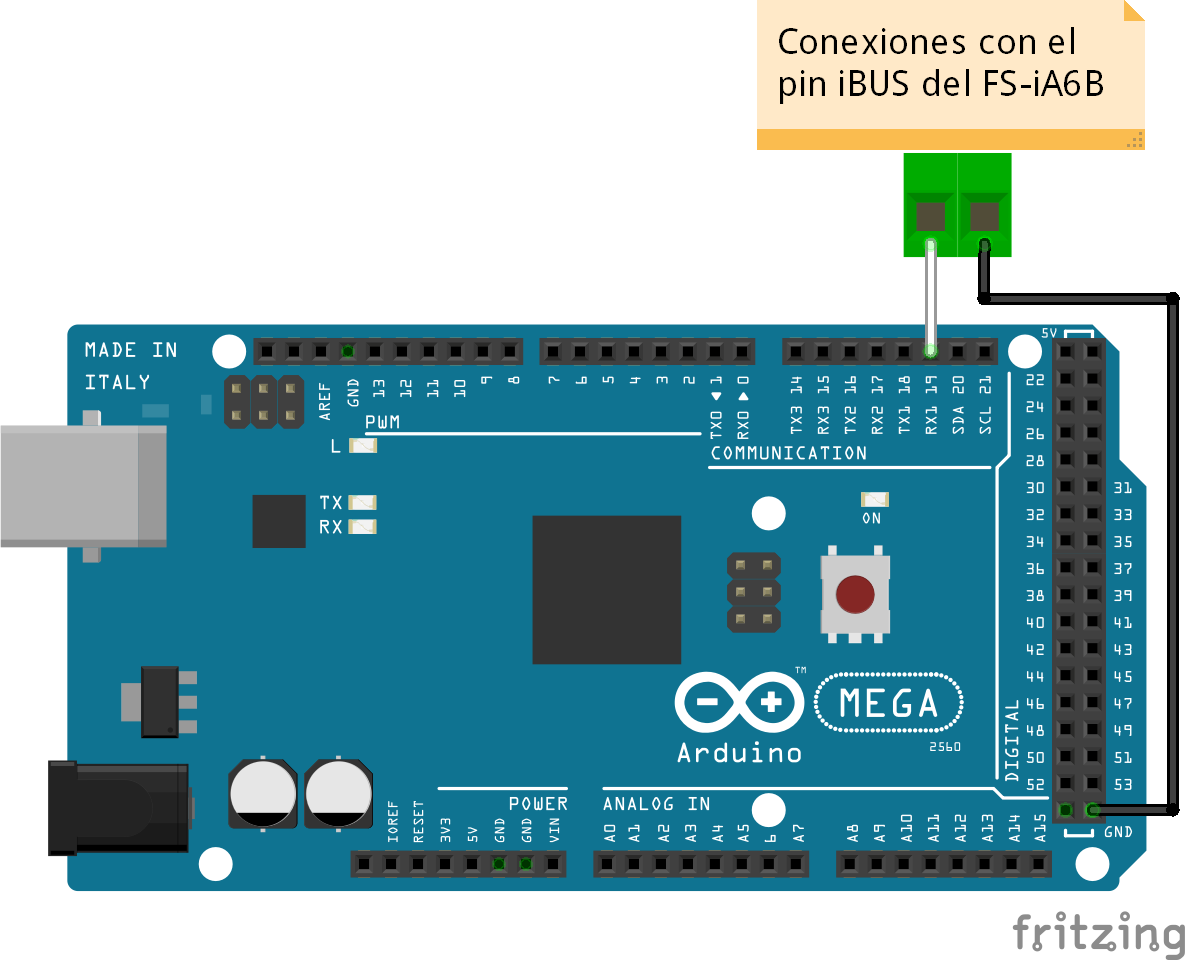 Conexiones con el
pin iBUS del FS-iA6B
MADE IN
ITALY
AREF
GND
13
12
11
10
9
8
7
6
5
4
3
2
TX0 ◀ 1
RX0 ▶ 0
TX3 14
RX3 15
TX2 16
RX2 17
TX1 18
RX1 19
SDA 20
SCL 21
PWM
COMMUNICATION
L
TX
RX
ON
5V
22
24
26
28
30 31
32 33
34 35
36 37
38 39
40 41
42 43
44 45
46 47
48 49
50 51
52 53
GND
DIGITAL
TM
MEGA
Arduino
2560
POWER
ANALOG IN
IOREF
RESET
3V3
5V
GND
GND
VIN
A0
A1
A2
A3
A4
A5
6
A7
A8
A9
A10
A11
A12
A13
A14
A15
fritzing